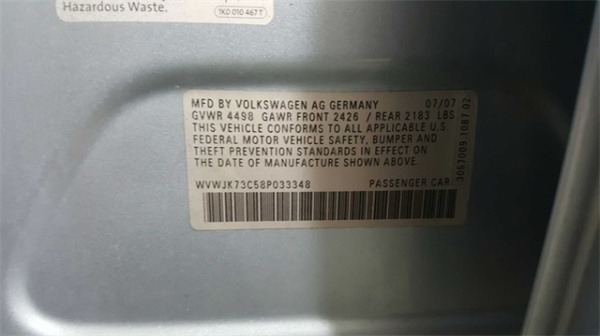 Hazardous Waste.
1K0 010 467 T
MFD BY VOLKSWAGEN AG GERMANY 07/07
GVWR 4498 GAWR FRONT 2426 / REAR 2183 LBS
THIS VEHICLE CONFORMS TO ALL APPLICABLE U.S.
FEDERAL MOTOR VEHICLE SAFETY, BUMPER AND
THEFT PREVENTION STANDARDS IN EFFECT ON
THE DATE OF MANUFACTURE SHOWN ABOVE.
WVWJK73C58P033348 PASSENGER CAR
3057009 1087 02